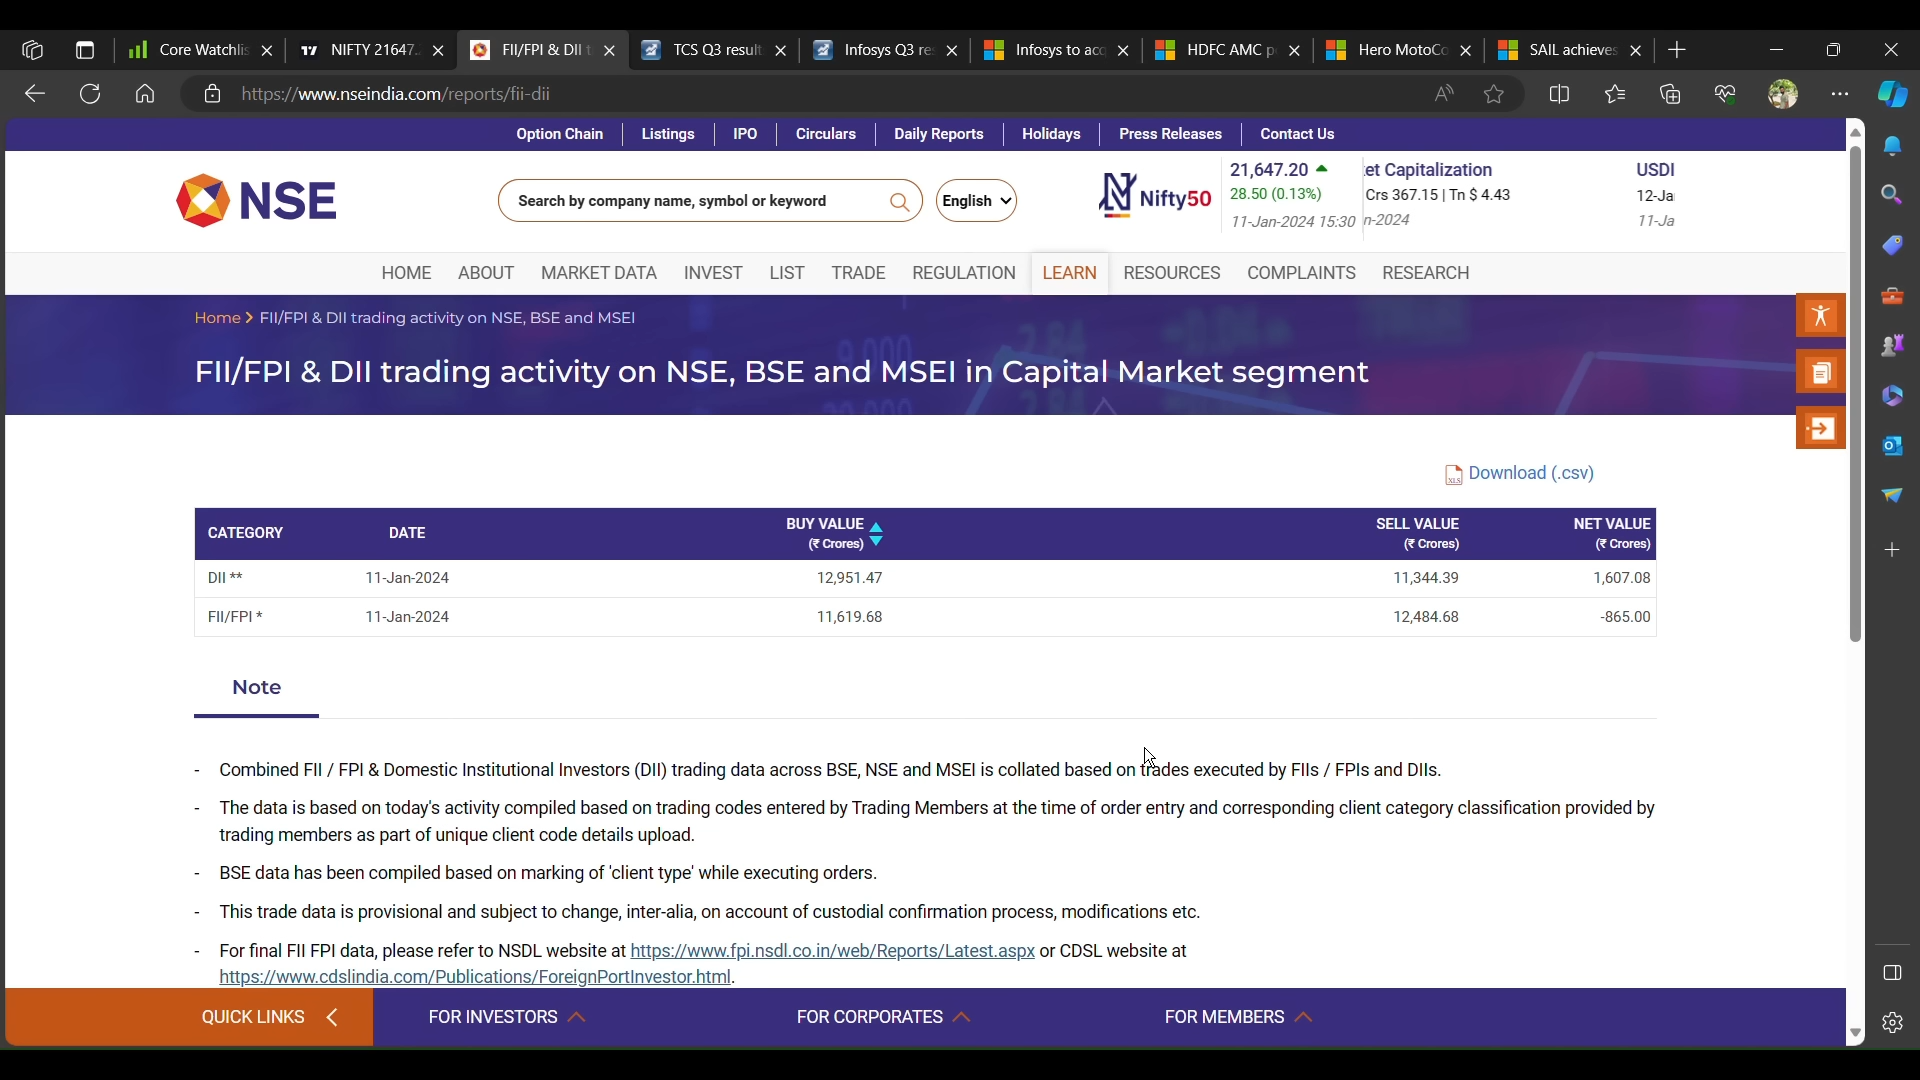 Core Watchlis
NIFTY 21647.
FII/FPI & DII t
TCS Q3 result
Infosys Q3 re
Infosys to acq
HDFC AMC p
Hero MotoCo
SAIL achieves
https://www.nseindia.com/reports/fii-dii
Option Chain
Listings
IPO
Circulars
Daily Reports
Holidays
Press Releases
Contact Us
NSE
Search by company name, symbol or keyword
English
Nifty50
21,647.20
28.50 (0.13%)
11-Jan-2024 15:30
et Capitalization
Crs 367.15 | Tn $ 4.43
n-2024
USDI
12-Ja
11-Ja
HOME ABOUT MARKET DATA INVEST LIST TRADE REGULATION LEARN RESOURCES COMPLAINTS RESEARCH
Home > FII/FPI & DII trading activity on NSE, BSE and MSEI
FII/FPI & DII trading activity on NSE, BSE and MSEI in Capital Market segment
Download (.csv)
CATEGORY DATE BUY VALUE (₹ Crores) SELL VALUE (₹ Crores) NET VALUE (₹ Crores)
DII ** 11-Jan-2024 12,951.47 11,344.39 1,607.08
FII/FPI * 11-Jan-2024 11,619.68 12,484.68 -865.00
Note
- Combined FII / FPI & Domestic Institutional Investors (DII) trading data across BSE, NSE and MSEI is collated based on trades executed by FIIs / FPIs and DIIs.
- The data is based on today's activity compiled based on trading codes entered by Trading Members at the time of order entry and corresponding client category classification provided by
trading members as part of unique client code details upload.
- BSE data has been compiled based on marking of 'client type' while executing orders.
- This trade data is provisional and subject to change, inter-alia, on account of custodial confirmation process, modifications etc.
- For final FII FPI data, please refer to NSDL website at https://www.fpi.nsdl.co.in/web/Reports/Latest.aspx or CDSL website at
https://www.cdslindia.com/Publications/ForeignPortInvestor.html.
QUICK LINKS
FOR INVESTORS
FOR CORPORATES
FOR MEMBERS